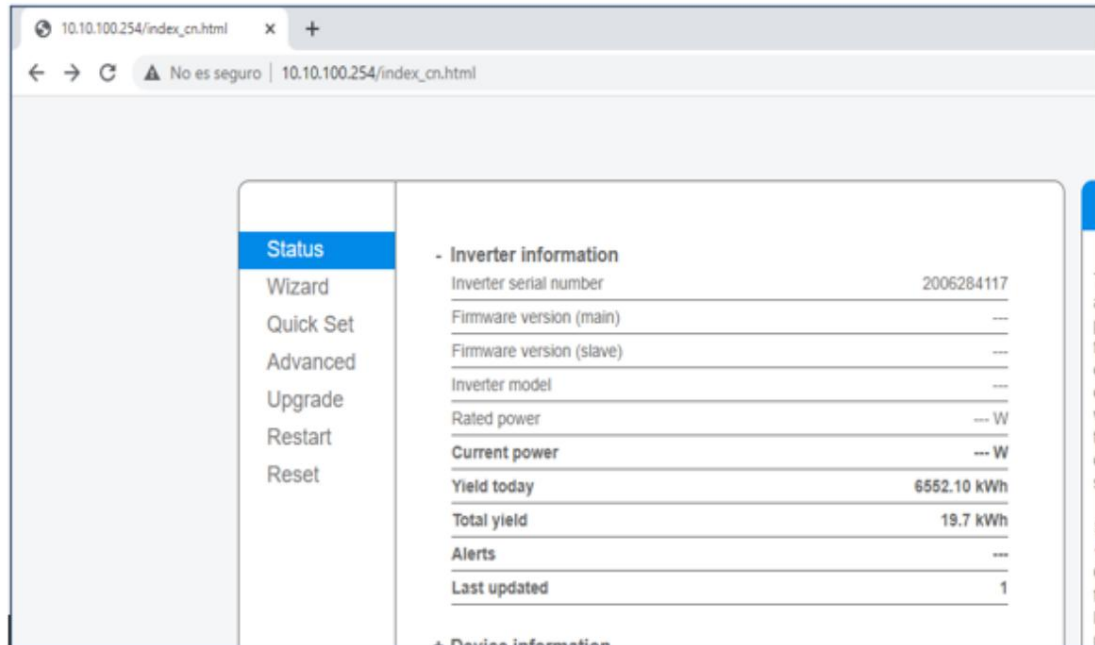 10.10.100.254/index_cn.html
No es seguro | 10.10.100.254/index_cn.html
Status
Wizard
Quick Set
Advanced
Upgrade
Restart
Reset
- Inverter information
Inverter serial number 2006284117
Firmware version (main) ---
Firmware version (slave) ---
Inverter model ---
Rated power --- W
Current power --- W
Yield today 6552.10 kWh
Total yield 19.7 kWh
Alerts ---
Last updated 1
+ Device information